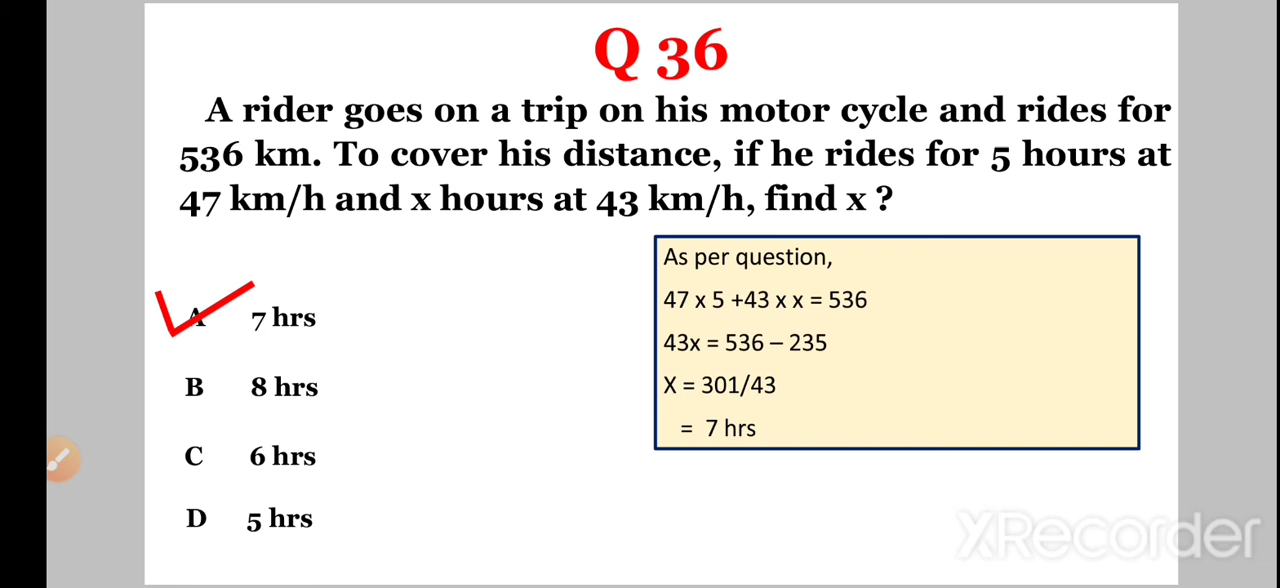 Q 36
A rider goes on a trip on his motor cycle and rides for
536 km. To cover his distance, if he rides for 5 hours at
47 km/h and x hours at 43 km/h, find x ?
As per question,
47 x 5 +43 x x = 536
43x = 536 – 235
X = 301/43
= 7 hrs
A 7 hrs
B 8 hrs
C 6 hrs
D 5 hrs
XRecorder